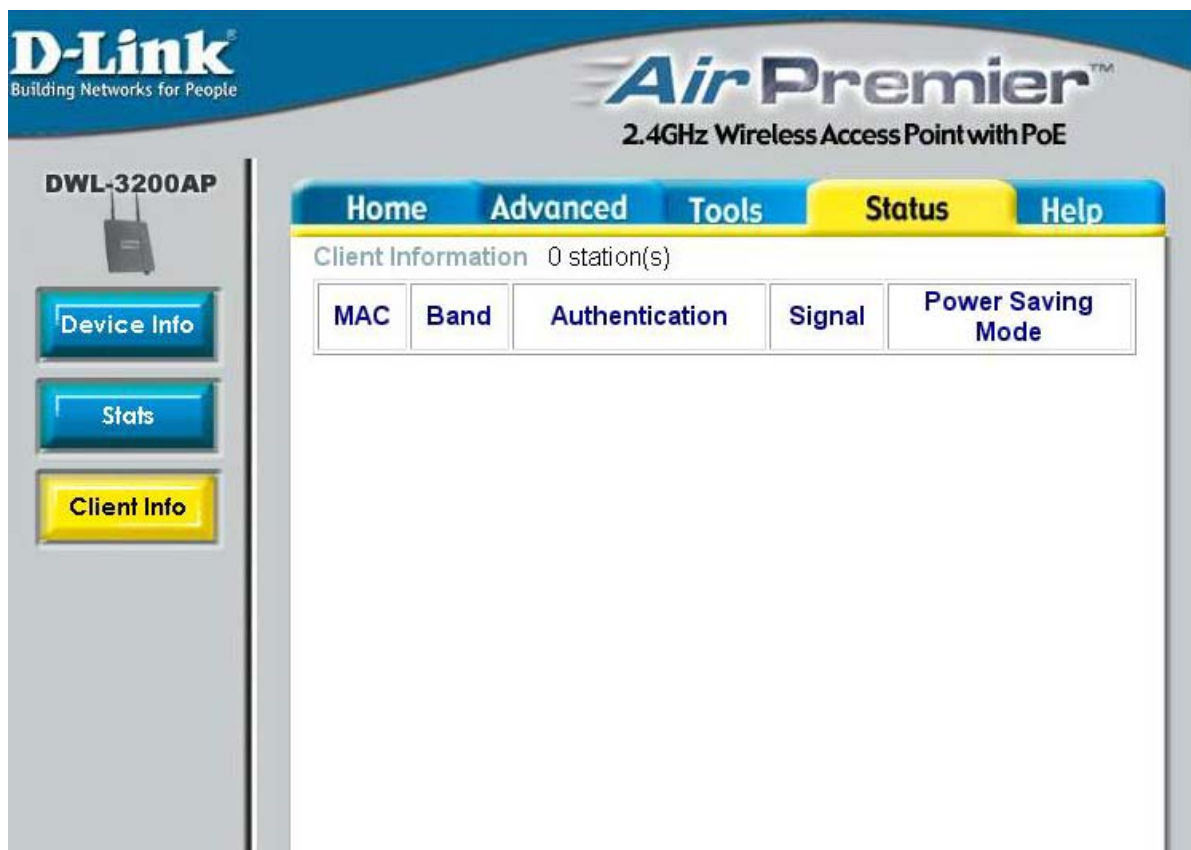 D-Link®
Building Networks for People
AirPremier™
2.4GHz Wireless Access Point with PoE
DWL-3200AP
Home Advanced Tools Status Help
Device Info
Stats
Client Info
Client Information 0 station(s)
MAC Band Authentication Signal Power Saving
Mode